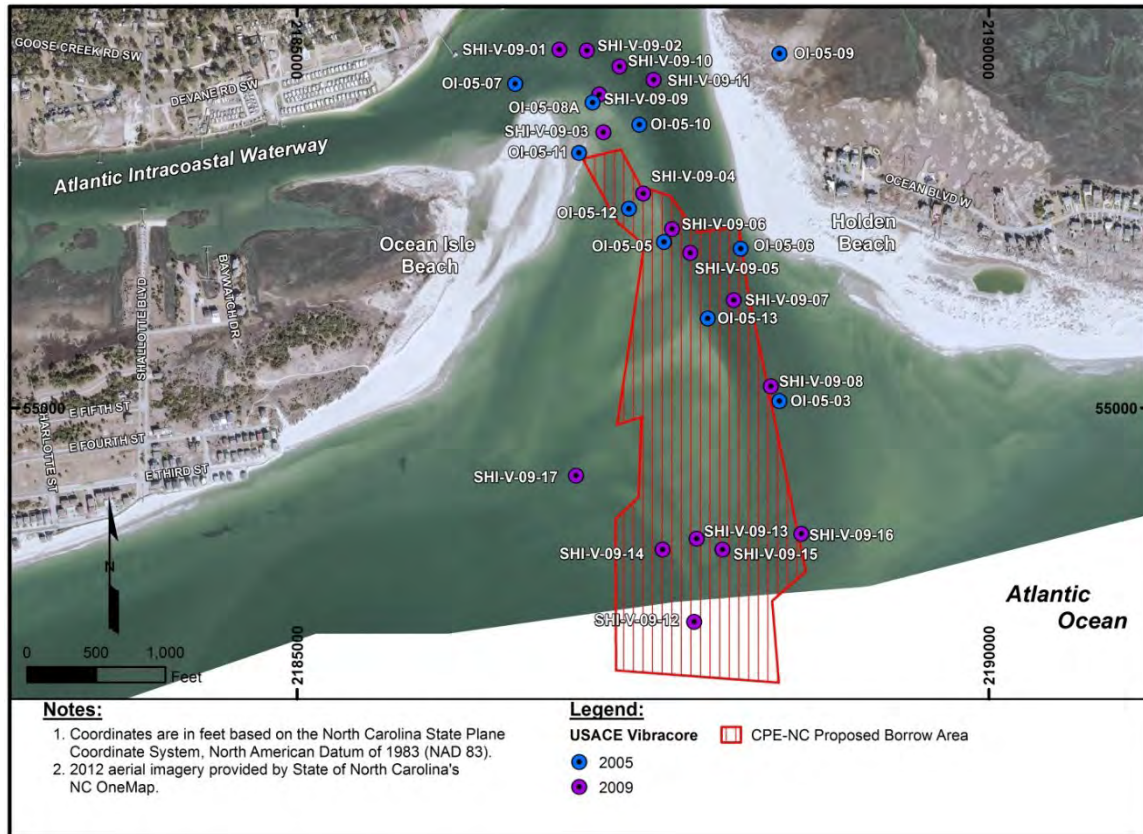 GOOSE CREEK RD SW
2185000
SHI-V-09-01
SHI-V-09-02
2190000
OI-05-09
SHI-V-09-10
DEVANE RD SW
OI-05-07
SHI-V-09-11
SHI-V-09-09
OI-05-08A
OI-05-10
SHI-V-09-03
OI-05-11
Atlantic Intracoastal Waterway
SHI-V-09-04
OCEAN BLVD W
OI-05-12
SHI-V-09-06
Holden
Beach
Ocean Isle
Beach
OI-05-05
OI-05-06
SHI-V-09-05
BAYWATCH DR
SHALLOTTE BLVD
SHI-V-09-07
OI-05-13
SHI-V-09-08
OI-05-03
55000
55000
E FIFTH ST
E FOURTH ST
CHARLOTTE ST
E THIRD ST
SHI-V-09-17
SHI-V-09-13
SHI-V-09-16
SHI-V-09-14
SHI-V-09-15
N
SHI-V-09-12
Atlantic
Ocean
0 500 1,000
Feet
2185000
2190000
Notes:
1. Coordinates are in feet based on the North Carolina State Plane
Coordinate System, North American Datum of 1983 (NAD 83).
2. 2012 aerial imagery provided by State of North Carolina's
NC OneMap.
Legend:
USACE Vibracore
CPE-NC Proposed Borrow Area
2005
2009